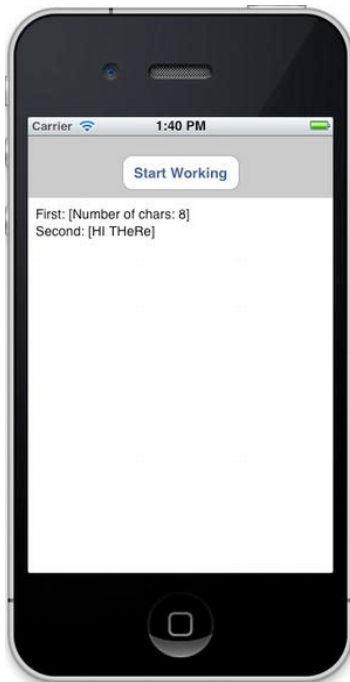 Carrier 1:40 PM
Start Working
First: [Number of chars: 8]
Second: [HI THeRe]